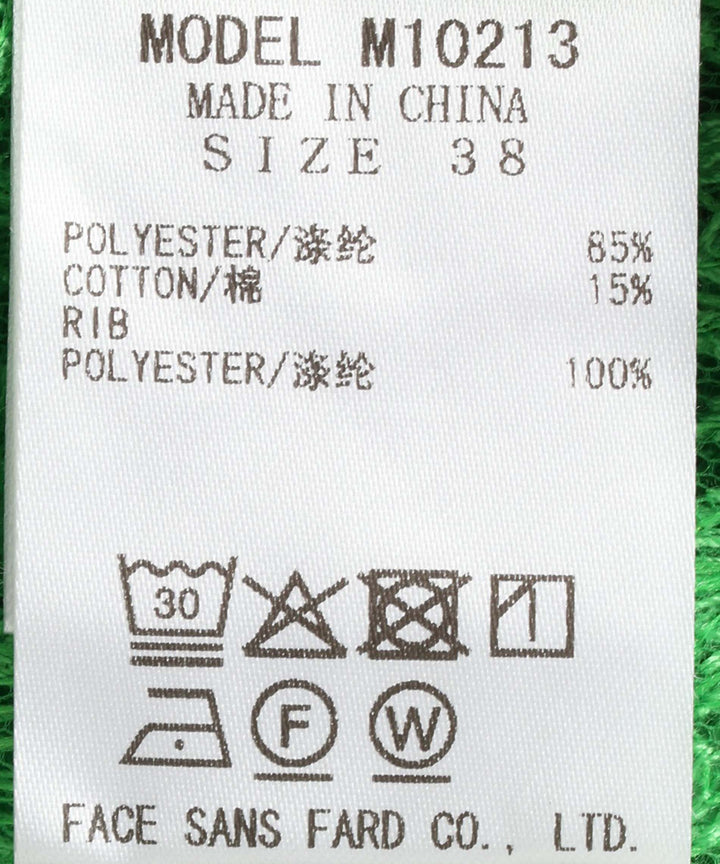 MODEL M10213
MADE IN CHINA
SIZE 38
POLYESTER/涤纶 85%
COTTON/棉 15%
RIB
POLYESTER/涤纶 100%
30
F W
FACE SANS FARD CO., LTD.